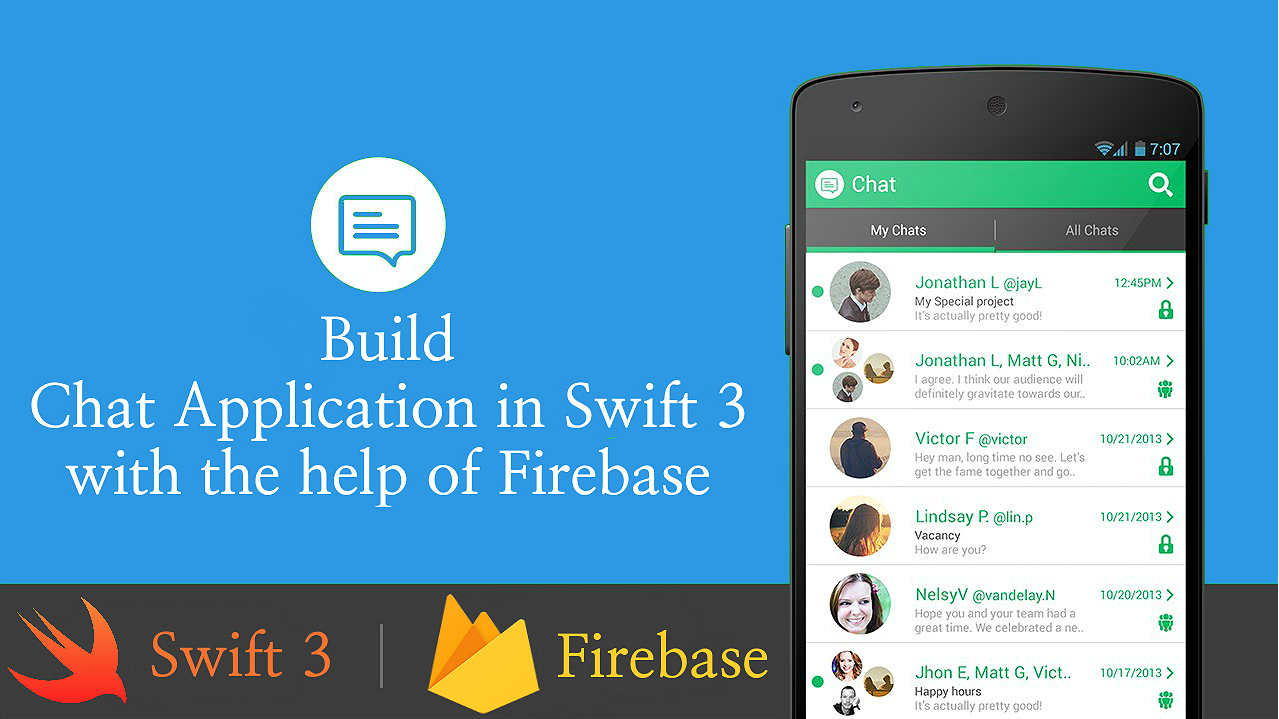 Build
Chat Application in Swift 3
with the help of Firebase
Swift 3
Firebase
7:07
Chat
My Chats
All Chats
Jonathan L @jayL 12:45PM
My Special project
It's actually pretty good!
Jonathan L, Matt G, Ni.. 10:02AM
I agree. I think our audience will
definitely gravitate towards our..
Victor F @victor 10/21/2013
Hey man, long time no see. Let's
get the fame together and go..
Lindsay P. @lin.p 10/21/2013
Vacancy
How are you?
NelsyV @vandelay.N 10/20/2013
Hope you and your team had a
great time. We celebrated a ne..
Jhon E, Matt G, Vict.. 10/17/2013
Happy hours
It's actually pretty good!